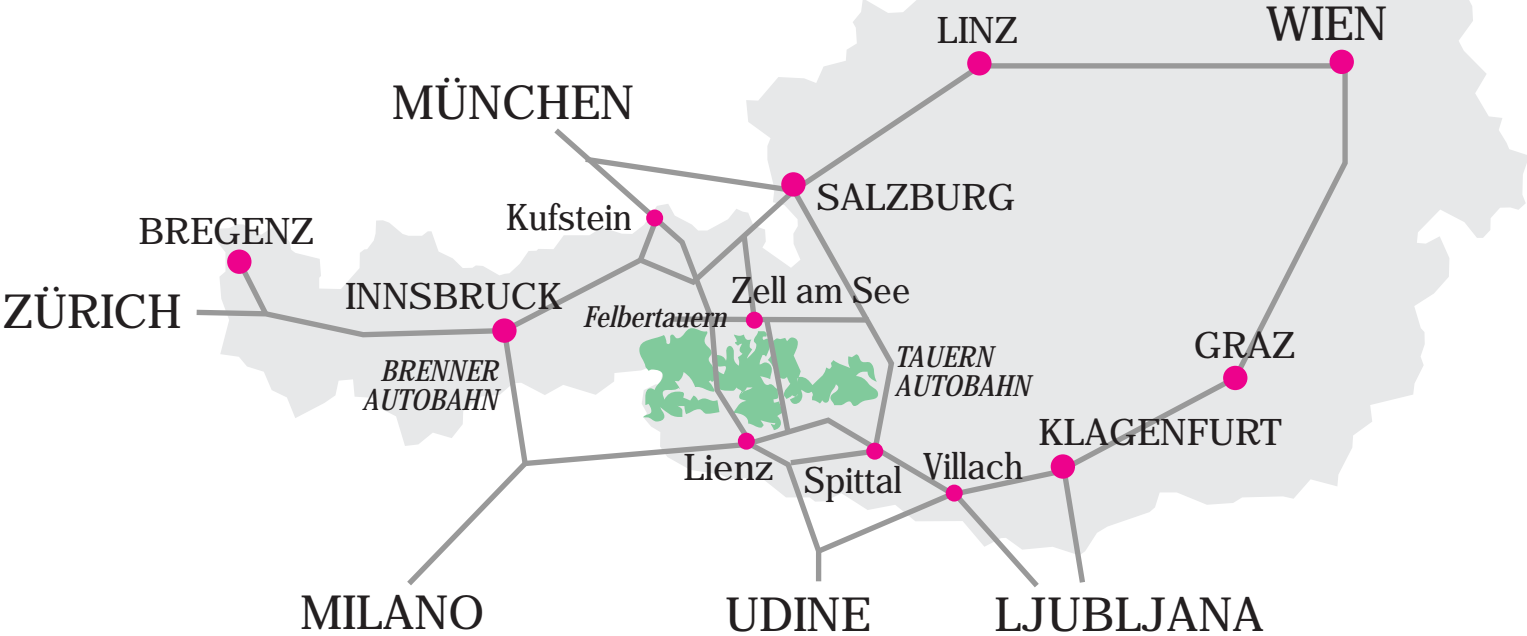 LINZ
WIEN
MÜNCHEN
SALZBURG
Kufstein
BREGENZ
ZÜRICH
INNSBRUCK
Zell am See
Felbertauern
BRENNER
AUTOBAHN
TAUERN
AUTOBAHN
GRAZ
KLAGENFURT
Lienz
Spittal
Villach
MILANO
UDINE
LJUBLJANA